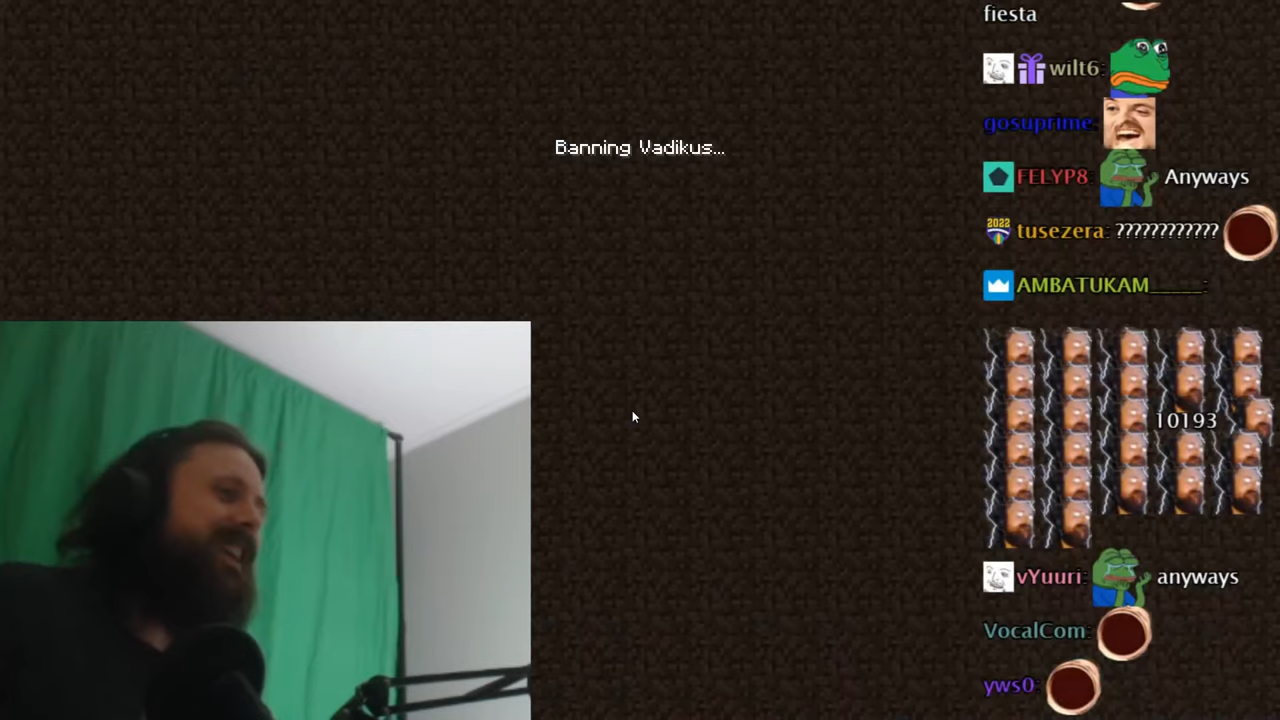 fiesta
wilt6:
Banning Vadikus...
gosuprime:
FELYP8: Anyways
2022 tusezera: ????????????
AMBATUKAM_____:
10193
vYuuri: anyways
VocalCom:
yws0: